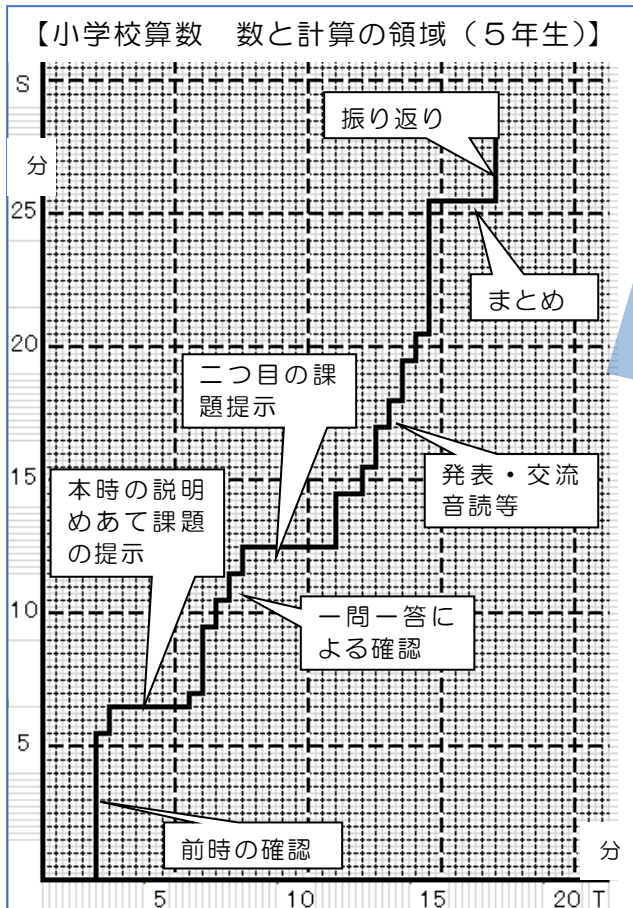 【小学校算数　数と計算の領域（５年生）】
S
分
振り返り
25
まとめ
20
二つ目の課
題提示
15
発表・交流
音読等
本時の説明
めあて課題
の提示
10
一問一答に
よる確認
5
前時の確認
分
5
10
15
20
T